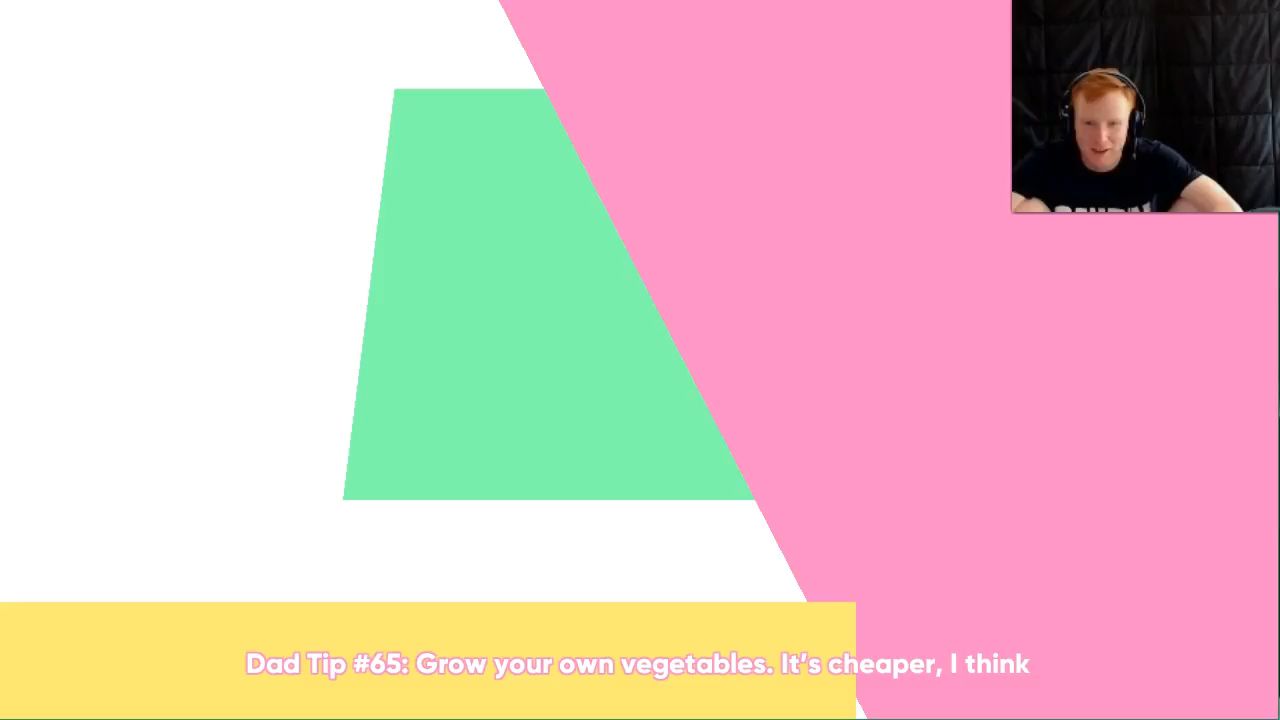 Dad Tip #65: Grow your own vegetables. It’s cheaper, I think